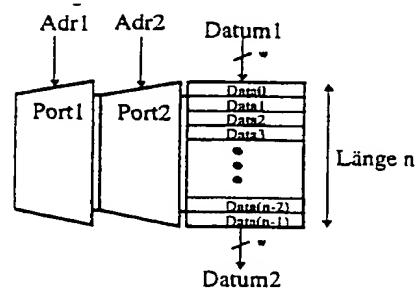 Adr1 Adr2 Datum1
w
Port1 Port2 Data0
Data1
Data2
Data3
Länge n
Data(n-2)
Data(n-1)
w
Datum2